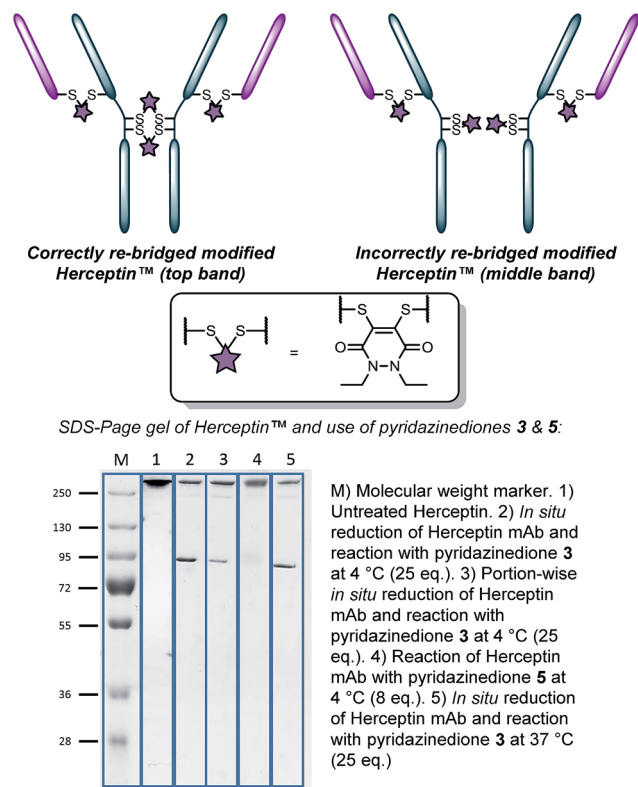 S S S S
S S S S
Correctly re-bridged modified
Herceptin™ (top band)
S S S S
S S S S
Incorrectly re-bridged modified
Herceptin™ (middle band)
S S
=
S S
O O
N–N
SDS-Page gel of Herceptin™ and use of pyridazinediones 3 & 5:
M 1 2 3 4 5
250
130
95
72
55
36
28
M) Molecular weight marker. 1)
Untreated Herceptin. 2) In situ
reduction of Herceptin mAb and
reaction with pyridazinedione 3
at 4 °C (25 eq.). 3) Portion-wise
in situ reduction of Herceptin
mAb and reaction with
pyridazinedione 3 at 4 °C (25
eq.). 4) Reaction of Herceptin
mAb with pyridazinedione 5 at
4 °C (8 eq.). 5) In situ reduction
of Herceptin mAb and reaction
with pyridazinedione 3 at 37 °C
(25 eq.)